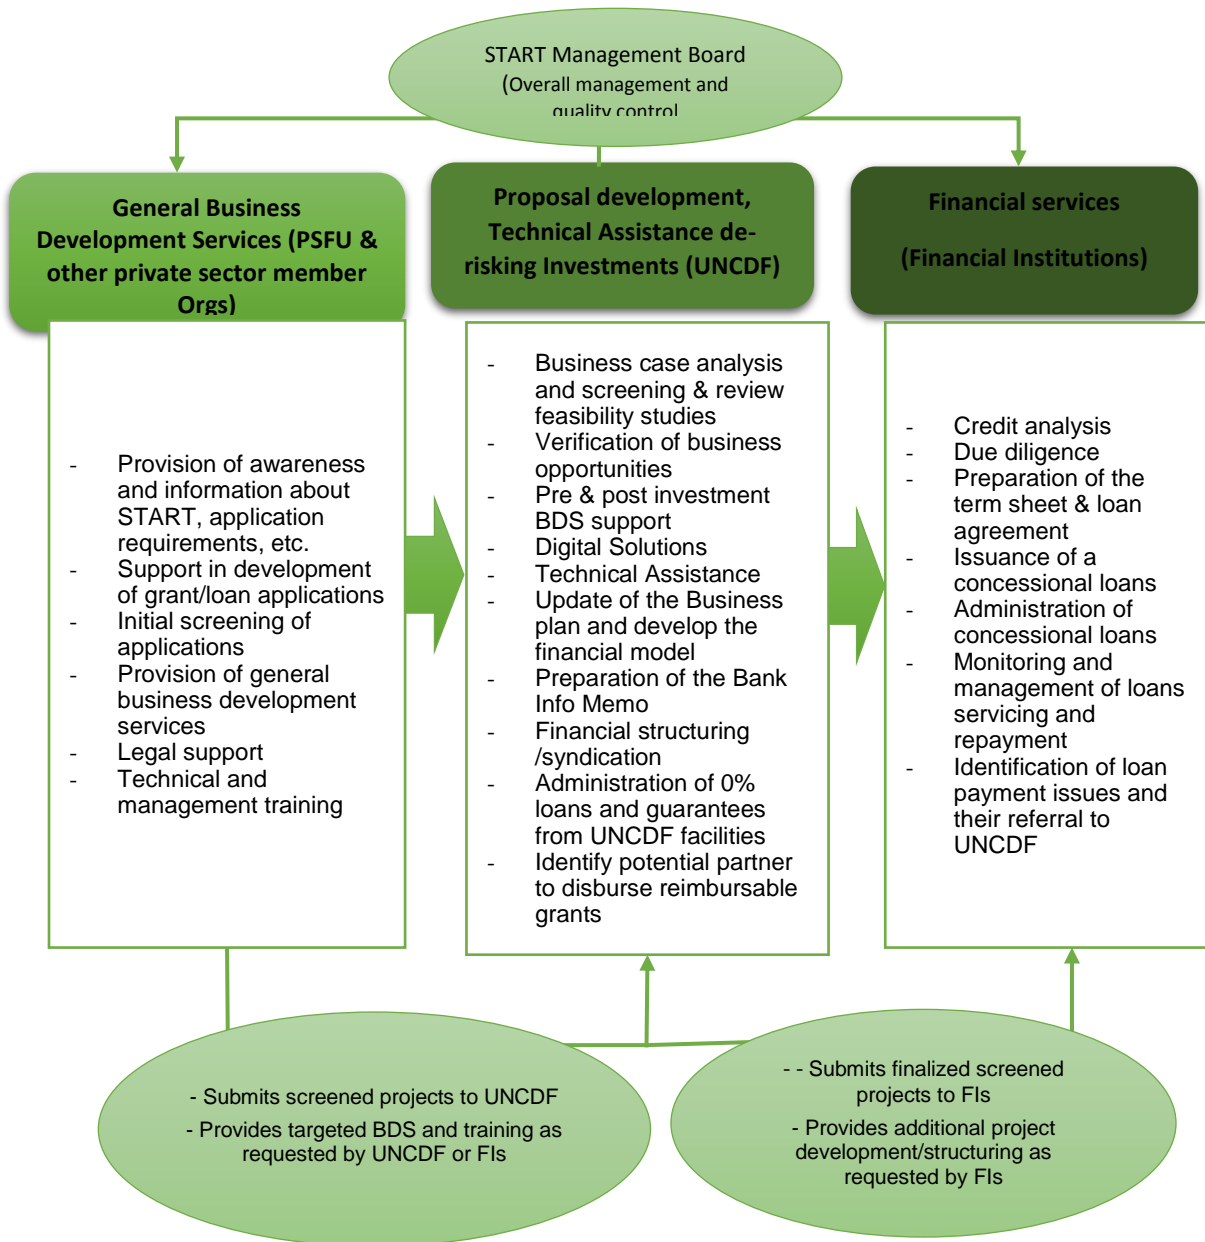 START Management Board
(Overall management and
quality control
General Business
Development Services (PSFU &
other private sector member
Orgs)
Proposal development,
Technical Assistance de-
risking Investments (UNCDF)
Financial services
(Financial Institutions)
- Provision of awareness
and information about
START, application
requirements, etc.
- Support in development
of grant/loan applications
- Initial screening of
applications
- Provision of general
business development
services
- Legal support
- Technical and
management training
- Business case analysis
and screening & review
feasibility studies
- Verification of business
opportunities
- Pre & post investment
BDS support
- Digital Solutions
- Technical Assistance
- Update of the Business
plan and develop the
financial model
- Preparation of the Bank
Info Memo
- Financial structuring
/syndication
- Administration of 0%
loans and guarantees
from UNCDF facilities
- Identify potential partner
to disburse reimbursable
grants
- Credit analysis
- Due diligence
- Preparation of the
term sheet & loan
agreement
- Issuance of a
concessional loans
- Administration of
concessional loans
- Monitoring and
management of loans
servicing and
repayment
- Identification of loan
payment issues and
their referral to
UNCDF
- Submits screened projects to UNCDF
- Provides targeted BDS and training as
requested by UNCDF or FIs
- - Submits finalized screened
projects to FIs
- Provides additional project
development/structuring as
requested by FIs